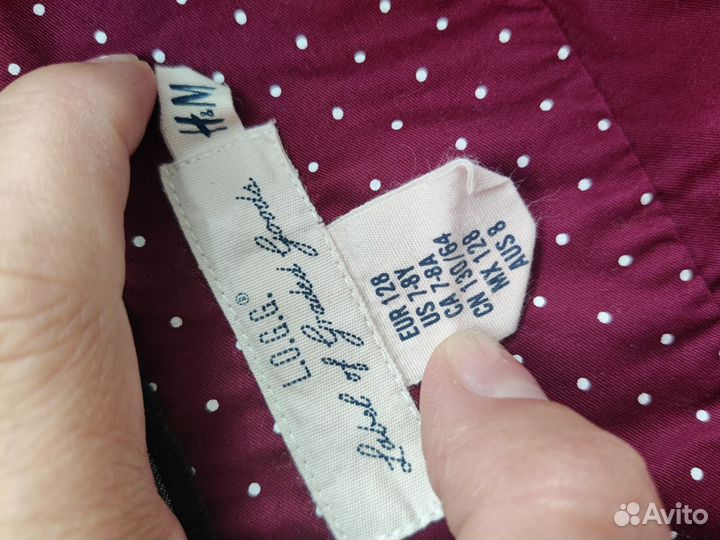 H&M
L.O.G.G.®
Label of Graded Goods
EUR 128
US 7-8Y
CA 7-8A
CN 130/64
MX 128
AUS 8
Avito